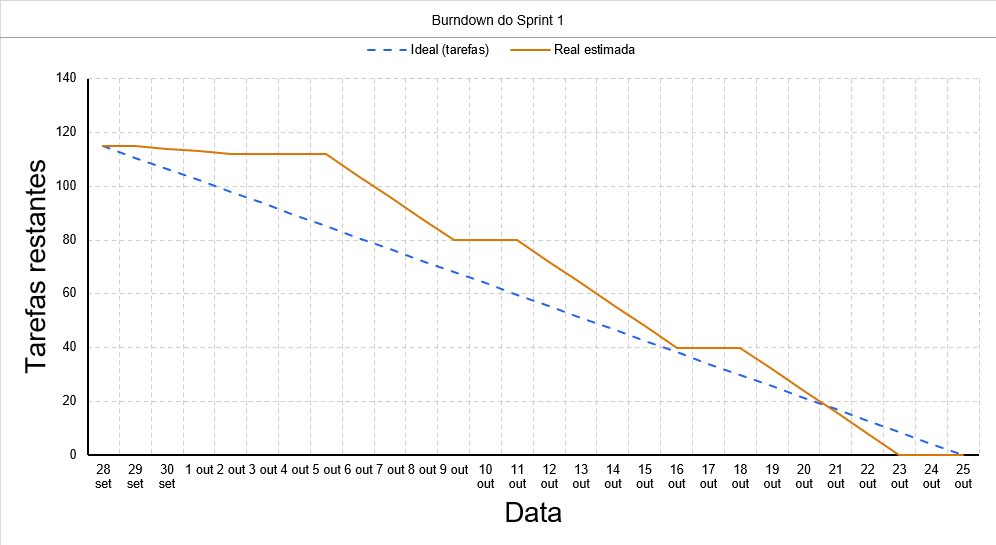 Burndown do Sprint 1
Ideal (tarefas) Real estimada
140
120
100
80
60
40
20
0
Tarefas restantes
28 set 29 set 30 set 1 out 2 out 3 out 4 out 5 out 6 out 7 out 8 out 9 out 10 out 11 out 12 out 13 out 14 out 15 out 16 out 17 out 18 out 19 out 20 out 21 out 22 out 23 out 24 out 25 out
Data